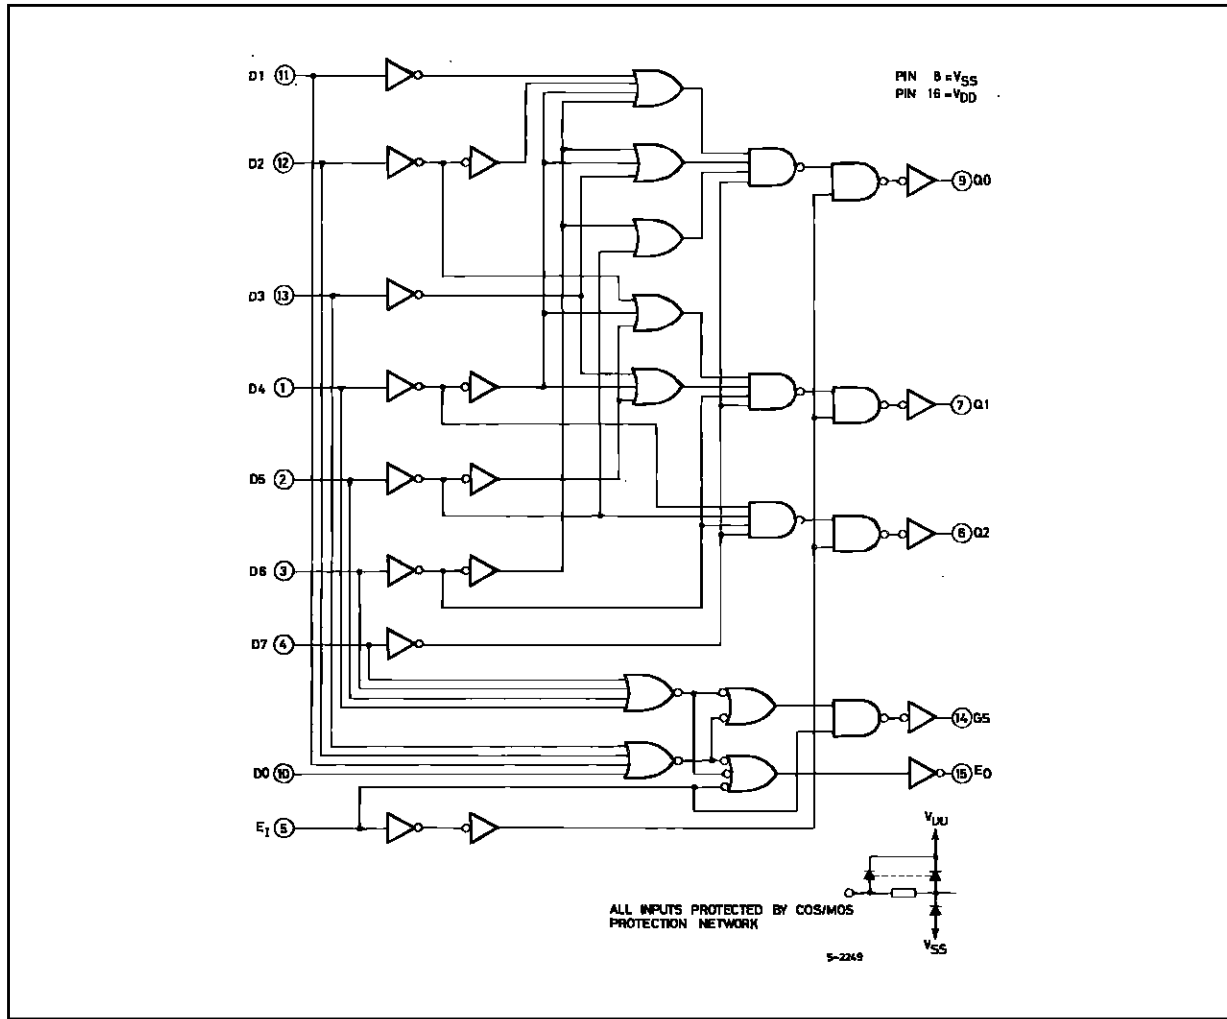 D1 11
PIN 8 = VSS
PIN 16 = VDD
D2 12
9 Q0
D3 13
D4 1
7 Q1
D5 2
6 Q2
D6 3
D7 4
14 GS
D0 10
15 EO
EI 5
VDD
ALL INPUTS PROTECTED BY COS/MOS
PROTECTION NETWORK
VSS
S-2249